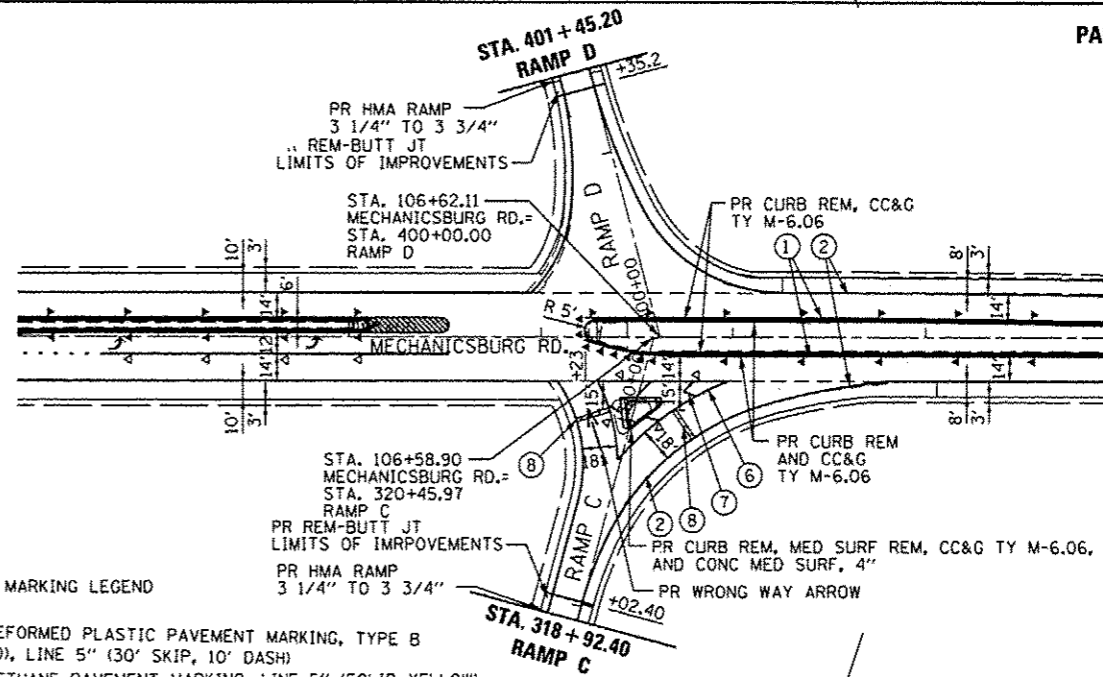 PA
STA. 401+45.20
RAMP D
+35.2
PR HMA RAMP
3 1/4" TO 3 3/4"
REM-BUTT JT
LIMITS OF IMPROVEMENTS
STA. 106+62.11
MECHANICSBURG RD.=
STA. 400+00.00
RAMP D
RAMP D
PR CURB REM, CC&G
TY M-6.06
1
2
10'
3'
14'
6'
12'
14'
10'
3'
R 5'
MECHANICSBURG RD.
+23
15'
15'
14'
14'
14'
8'
3'
8'
3'
18'
18'
STA. 106+58.90
MECHANICSBURG RD.=
STA. 320+45.97
RAMP C
8
PR REM-BUTT JT
LIMITS OF IMRPOVEMENTS
PR HMA RAMP
3 1/4" TO 3 3/4"
RAMP C
PR CURB REM
AND CC&G
TY M-6.06
6
7
8
2
PR CURB REM, MED SURF REM, CC&G TY M-6.06,
AND CONC MED SURF, 4"
PR WRONG WAY ARROW
+02.40
STA. 318+92.40
RAMP C
MARKING LEGEND
EFORMED PLASTIC PAVEMENT MARKING, TYPE B
), LINE 5" (30' SKIP, 10' DASH)